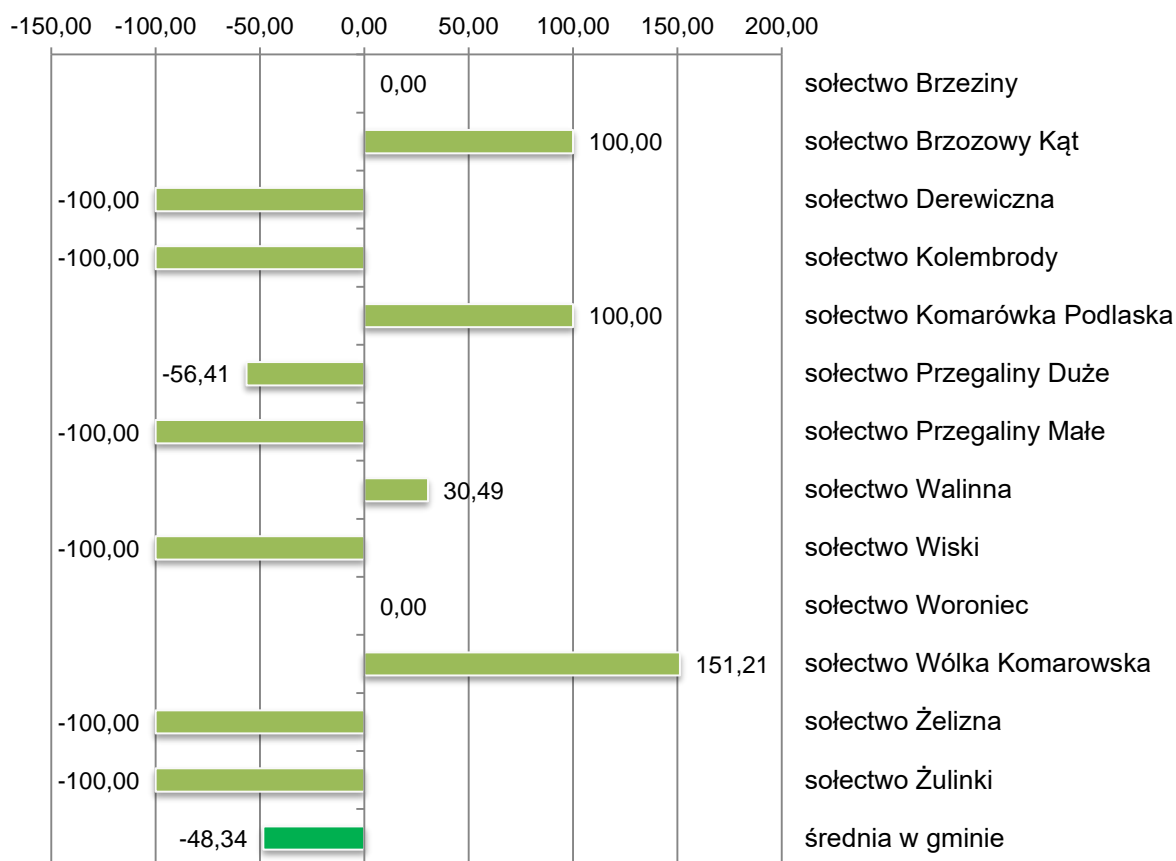 -150,00 -100,00 -50,00 0,00 50,00 100,00 150,00 200,00
0,00 sołectwo Brzeziny
100,00 sołectwo Brzozowy Kąt
-100,00 sołectwo Derewiczna
-100,00 sołectwo Kolembrody
100,00 sołectwo Komarówka Podlaska
-56,41 sołectwo Przegaliny Duże
-100,00 sołectwo Przegaliny Małe
30,49 sołectwo Walinna
-100,00 sołectwo Wiski
0,00 sołectwo Woroniec
151,21 sołectwo Wólka Komarowska
-100,00 sołectwo Żelizna
-100,00 sołectwo Żulinki
-48,34 średnia w gminie